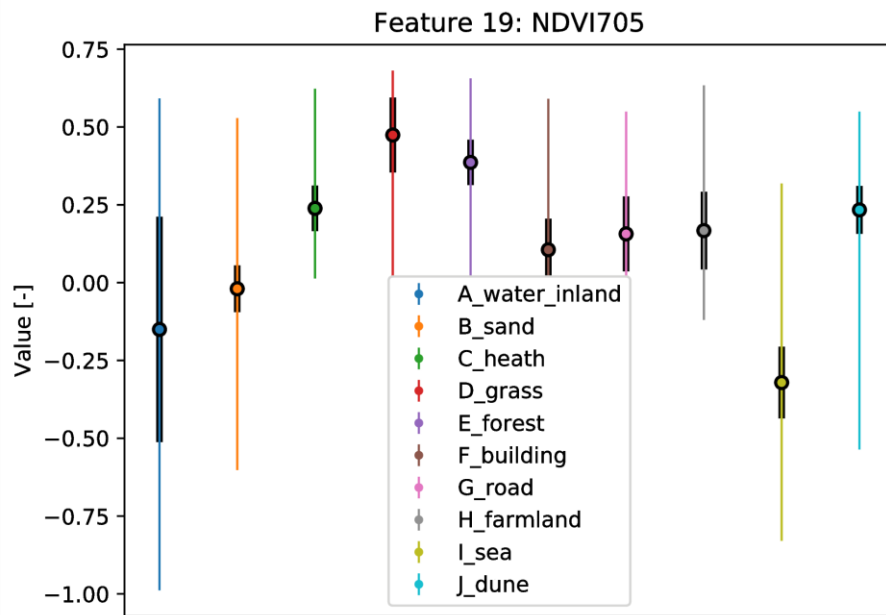 Feature 19: NDVI705
0.75
0.50
0.25
0.00
−0.25
−0.50
−0.75
−1.00
Value [-]
A_water_inland
B_sand
C_heath
D_grass
E_forest
F_building
G_road
H_farmland
I_sea
J_dune